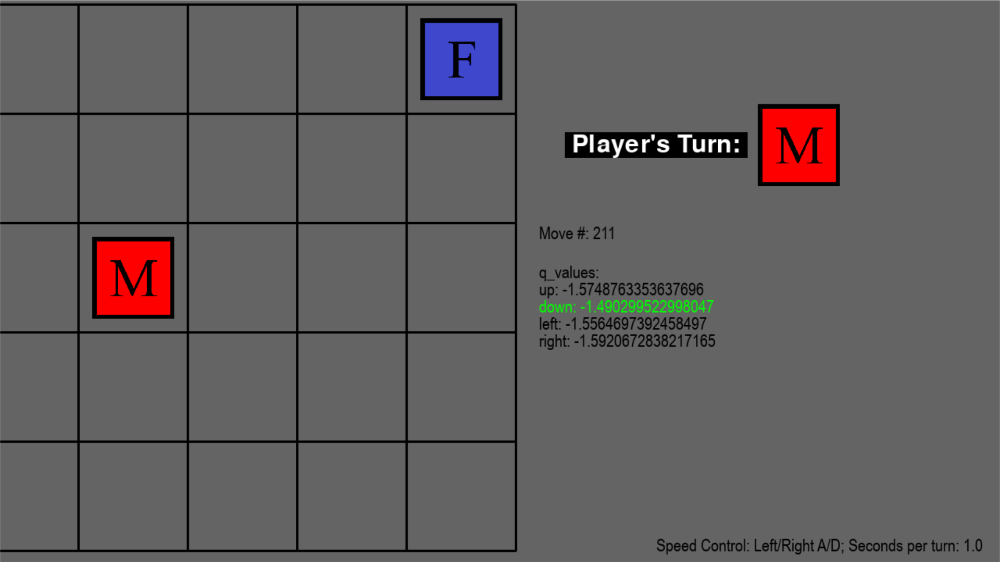 F
Player's Turn: M
M
Move #: 211
q_values:
up: -1.5748763353637696
down: -1.490299522998047
left: -1.5564697392458497
right: -1.5920672838217165
Speed Control: Left/Right A/D; Seconds per turn: 1.0